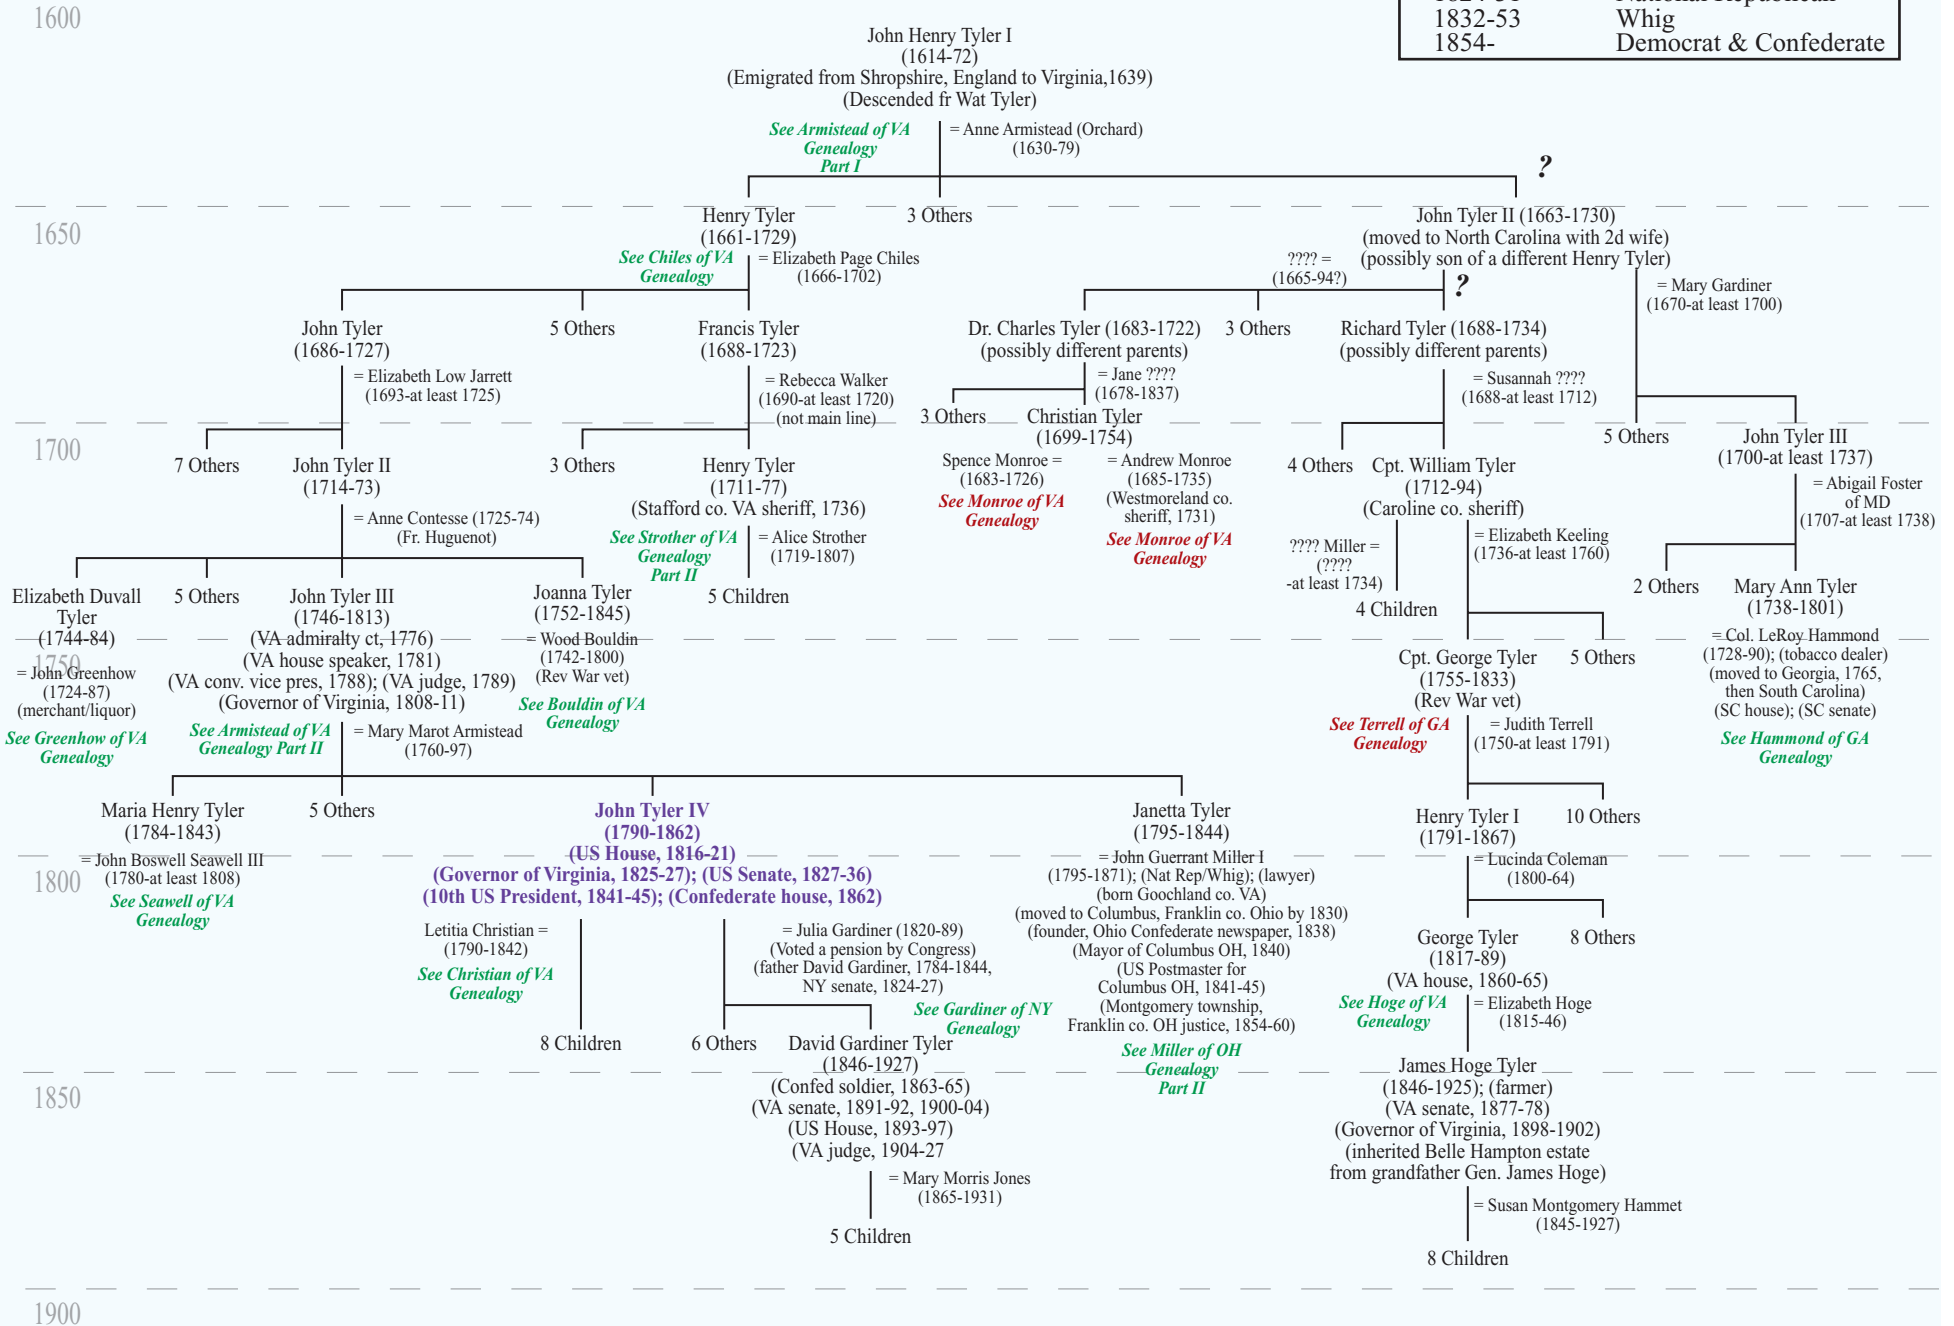 1600
1832-53 Whig
1854- Democrat & Confederate
John Henry Tyler I
(1614-72)
(Emigrated from Shropshire, England to Virginia,1639)
(Descended fr Wat Tyler)
See Armistead of VA
Genealogy
Part I
= Anne Armistead (Orchard)
(1630-79)
?
1650
Henry Tyler
(1661-1729)
3 Others
John Tyler II (1663-1730)
(moved to North Carolina with 2d wife)
(possibly son of a different Henry Tyler)
See Chiles of VA
Genealogy
= Elizabeth Page Chiles
(1666-1702)
???? =
(1665-94?)
?
= Mary Gardiner
(1670-at least 1700)
John Tyler
(1686-1727)
5 Others
Francis Tyler
(1688-1723)
Dr. Charles Tyler (1683-1722)
(possibly different parents)
3 Others
Richard Tyler (1688-1734)
(possibly different parents)
= Elizabeth Low Jarrett
(1693-at least 1725)
= Rebecca Walker
(1690-at least 1720)
(not main line)
= Jane ????
(1678-1837)
= Susannah ????
(1688-at least 1712)
3 Others
Christian Tyler
(1699-1754)
1700
7 Others
John Tyler II
(1714-73)
3 Others
Henry Tyler
(1711-77)
(Stafford co. VA sheriff, 1736)
Spence Monroe =
(1683-1726)
See Monroe of VA
Genealogy
= Andrew Monroe
(1685-1735)
(Westmoreland co.
sheriff, 1731)
See Monroe of VA
Genealogy
4 Others
Cpt. William Tyler
(1712-94)
(Caroline co. sheriff)
5 Others
John Tyler III
(1700-at least 1737)
= Abigail Foster
of MD
(1707-at least 1738)
= Anne Contesse (1725-74)
(Fr. Huguenot)
See Strother of VA
Genealogy
Part II
= Alice Strother
(1719-1807)
???? Miller =
(????
-at least 1734)
= Elizabeth Keeling
(1736-at least 1760)
Elizabeth Duvall
Tyler
(1744-84)
5 Others
John Tyler III
(1746-1813)
(VA admiralty ct, 1776)
(VA house speaker, 1781)
(VA conv. vice pres, 1788); (VA judge, 1789)
(Governor of Virginia, 1808-11)
Joanna Tyler
(1752-1845)
= Wood Bouldin
(1742-1800)
(Rev War vet)
See Bouldin of VA
Genealogy
5 Children
4 Children
2 Others
Mary Ann Tyler
(1738-1801)
= Col. LeRoy Hammond
(1728-90); (tobacco dealer)
(moved to Georgia, 1765,
then South Carolina)
(SC house); (SC senate)
See Hammond of GA
Genealogy
1750
= John Greenhow
(1724-87)
(merchant/liquor)
See Greenhow of VA
Genealogy
Cpt. George Tyler
(1755-1833)
(Rev War vet)
5 Others
See Armistead of VA
Genealogy Part II
= Mary Marot Armistead
(1760-97)
See Terrell of GA
Genealogy
= Judith Terrell
(1750-at least 1791)
Maria Henry Tyler
(1784-1843)
5 Others
John Tyler IV
(1790-1862)
(US House, 1816-21)
(Governor of Virginia, 1825-27); (US Senate, 1827-36)
(10th US President, 1841-45); (Confederate house, 1862)
Janetta Tyler
(1795-1844)
Henry Tyler I
(1791-1867)
10 Others
= John Boswell Seawell III
(1780-at least 1808)
See Seawell of VA
Genealogy
= John Guerrant Miller I
(1795-1871); (Nat Rep/Whig); (lawyer)
(born Goochland co. VA)
(moved to Columbus, Franklin co. Ohio by 1830)
(founder, Ohio Confederate newspaper, 1838)
(Mayor of Columbus OH, 1840)
(US Postmaster for
Columbus OH, 1841-45)
(Montgomery township,
Franklin co. OH justice, 1854-60)
See Miller of OH
Genealogy
Part II
= Lucinda Coleman
(1800-64)
1800
Letitia Christian =
(1790-1842)
See Christian of VA
Genealogy
= Julia Gardiner (1820-89)
(Voted a pension by Congress)
(father David Gardiner, 1784-1844,
NY senate, 1824-27)
See Gardiner of NY
Genealogy
George Tyler
(1817-89)
(VA house, 1860-65)
8 Others
See Hoge of VA
Genealogy
= Elizabeth Hoge
(1815-46)
8 Children
6 Others
David Gardiner Tyler
(1846-1927)
(Confed soldier, 1863-65)
(VA senate, 1891-92, 1900-04)
(US House, 1893-97)
(VA judge, 1904-27
James Hoge Tyler
(1846-1925); (farmer)
(VA senate, 1877-78)
(Governor of Virginia, 1898-1902)
(inherited Belle Hampton estate
from grandfather Gen. James Hoge)
1850
= Mary Morris Jones
(1865-1931)
5 Children
= Susan Montgomery Hammet
(1845-1927)
8 Children
1900